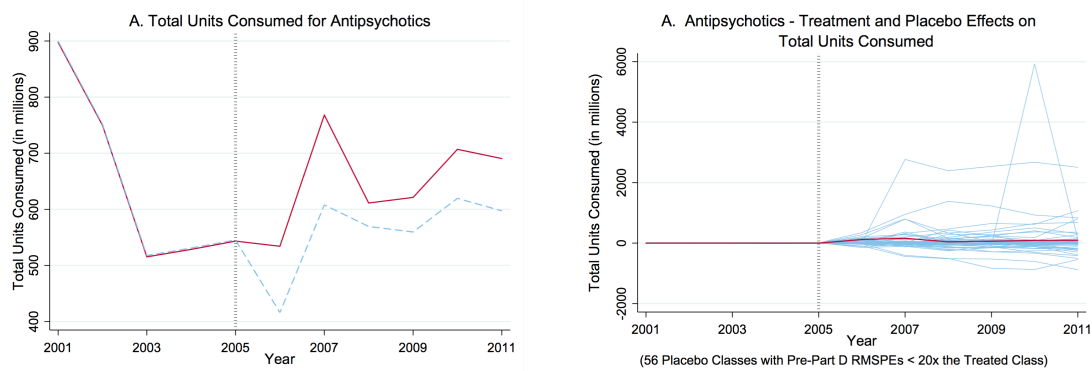 A. Total Units Consumed for Antipsychotics
Total Units Consumed (in millions)
900
800
700
600
500
400
2001
2003
2005
2007
2009
2011
Year
A. Antipsychotics - Treatment and Placebo Effects on
Total Units Consumed
Total Units Consumed (in millions)
6000
4000
2000
0
-2000
2001
2003
2005
2007
2009
2011
Year
(56 Placebo Classes with Pre-Part D RMSPEs < 20x the Treated Class)